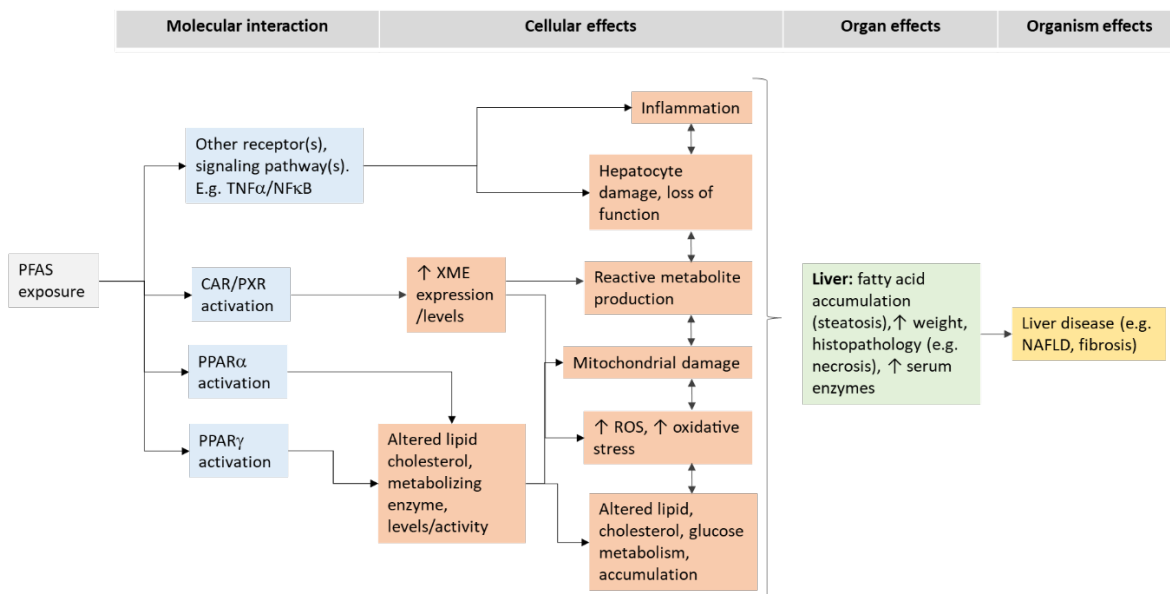 Molecular interaction
Cellular effects
Organ effects
Organism effects
Inflammation
Other receptor(s),
signaling pathway(s).
E.g. TNFα/NFκB
Hepatocyte
damage, loss of
function
PFAS
exposure
CAR/PXR
activation
↑ XME
expression
/levels
Reactive metabolite
production
Liver: fatty acid
accumulation
(steatosis),↑ weight,
histopathology (e.g.
necrosis), ↑ serum
enzymes
Liver disease (e.g.
NAFLD, fibrosis)
PPARα
activation
Mitochondrial damage
PPARγ
activation
Altered lipid
cholesterol,
metabolizing
enzyme,
levels/activity
↑ ROS, ↑ oxidative
stress
Altered lipid,
cholesterol, glucose
metabolism,
accumulation